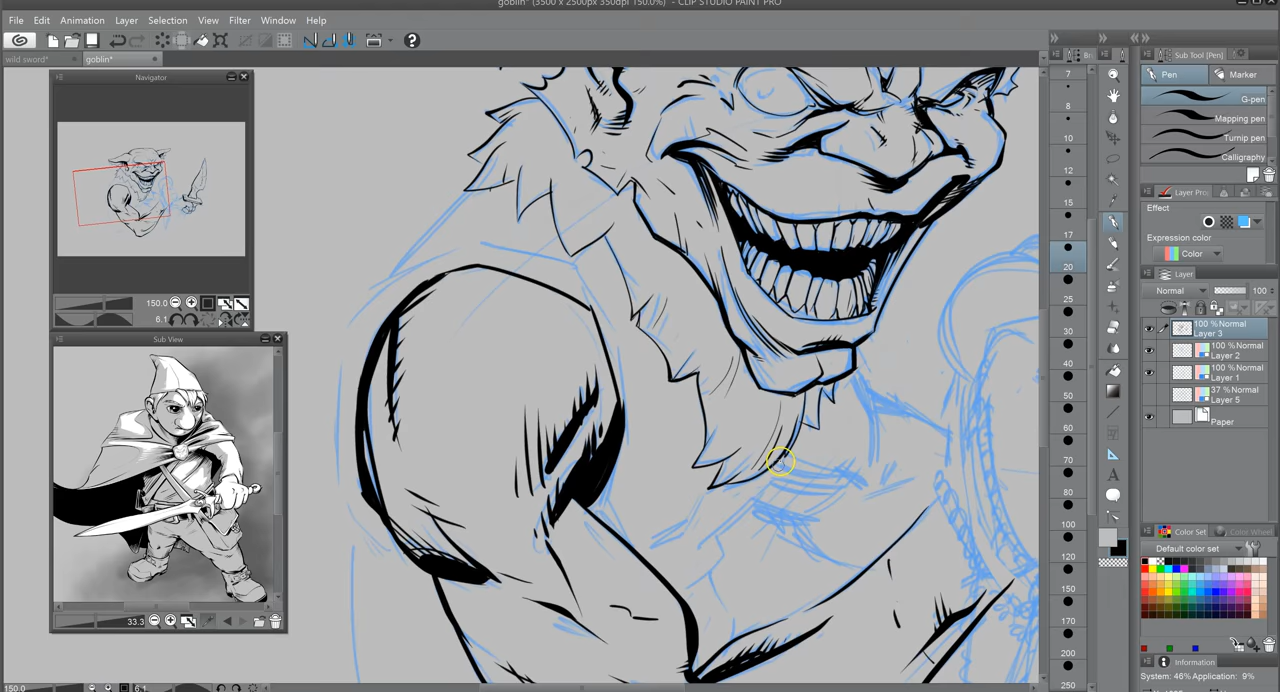 goblin* (3500 x 2500px 350dpi 150.0%) - CLIP STUDIO PAINT PRO
File Edit Animation Layer Selection View Filter Window Help
wild sword* goblin*
Navigator
150.0
6.1
Sub View
33.3
7
8
10
12
15
17
20
25
30
40
50
60
70
80
100
120
150
170
200
250
Sub Tool [Pen]
Pen Marker
G-pen
Mapping pen
Turnip pen
Calligraphy
Layer Pro
Effect
Expression color
Color
Layer
Normal 100
100 %Normal
Layer 3
100 %Normal
Layer 2
100 %Normal
Layer 1
37 %Normal
Layer 5
Paper
Color Set Color Wheel
Default color set
Information
System: 46% Application: 9%
150.0 6.1